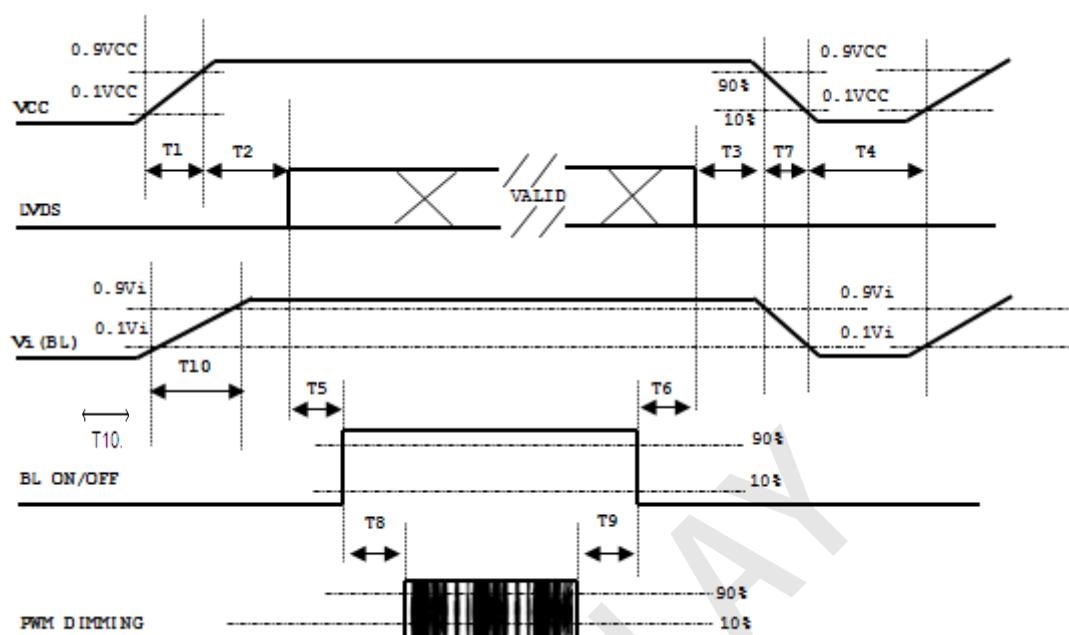 0.9VCC 0.9VCC
0.1VCC 90% 0.1VCC
VCC 10%
T1 T2 T3 T7 T4
VALID
LVDS
0.9Vi 0.9Vi
0.1Vi 0.1Vi
Vi(BL)
T10
T5 T6
T10.
90%
BL ON/OFF 10%
T8 T9
90%
PWM DIMMING 10%
LAY